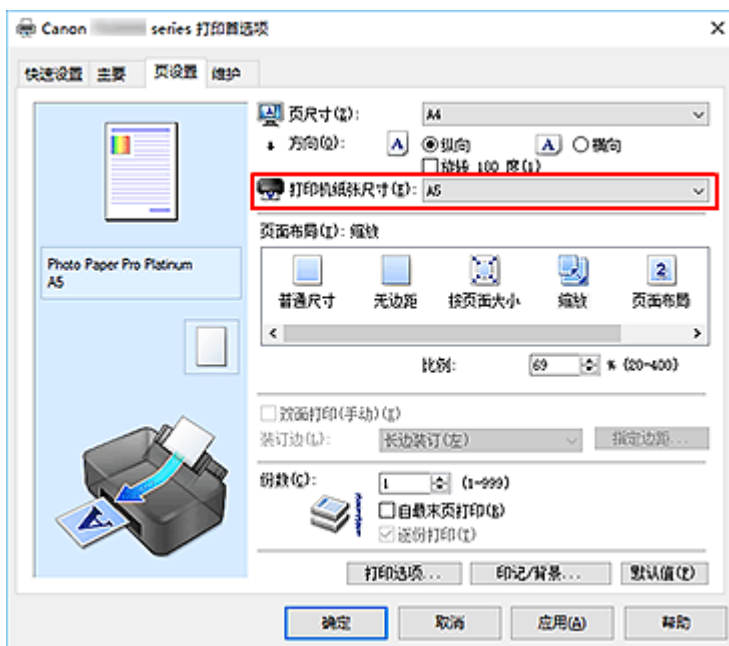 Canon series 打印首选项
快速设置 主要 页设置 维护
页尺寸(Z): A4
方向(O): A 纵向 A 横向
旋转 180 度(1)
打印机纸张尺寸(E): A5
页面布局(I): 缩放
Photo Paper Pro Platinum
A5
普通尺寸 无边距 按页面大小 缩放 页面布局
比例: 69 % (20-400)
双面打印(手动)(X)
装订边(L): 长边装订(左) 指定边距...
份数(C): 1 (1-999)
自最末页打印(B)
逐份打印(T)
打印选项... 印记/背景... 默认值(P)
确定 取消 应用(A) 帮助